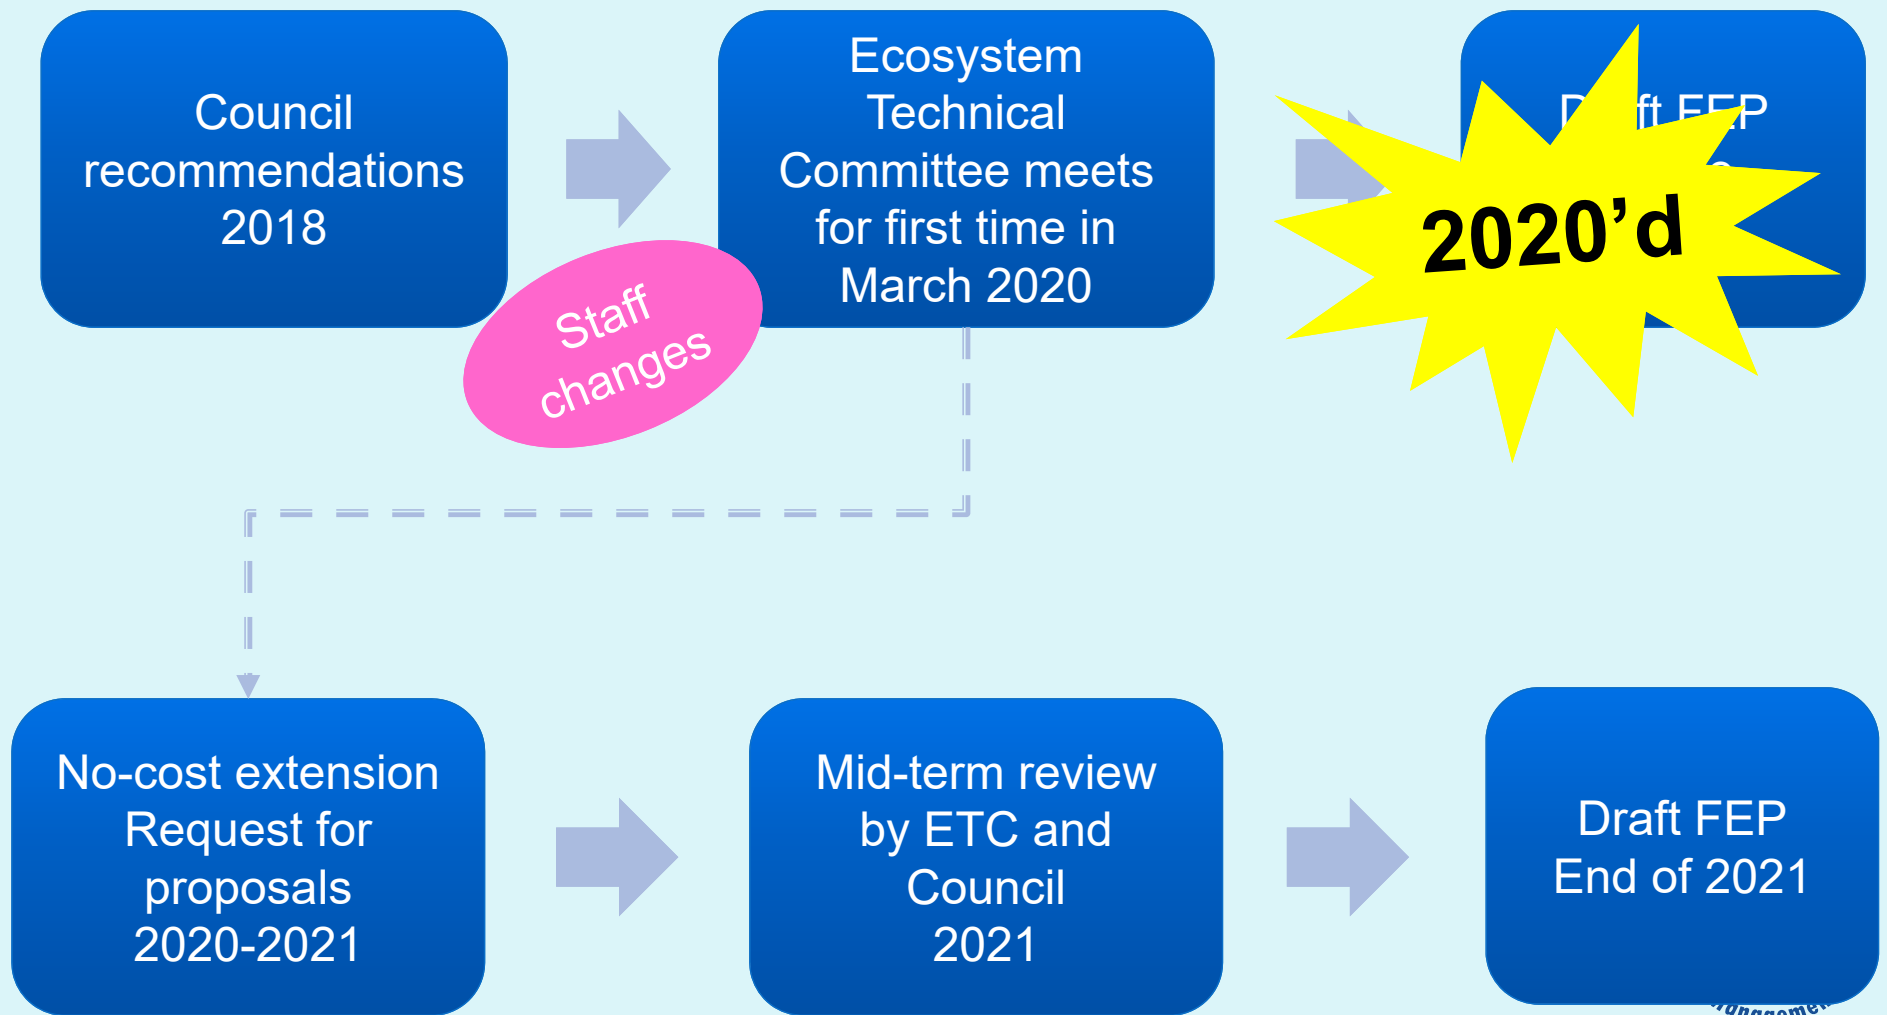 Council
recommendations
2018
Ecosystem
Technical
Committee meets
for first time in
March 2020
FEP
2020’d
Staff
changes
No-cost extension
Request for
proposals
2020-2021
Mid-term review
by ETC and
Council
2021
Draft FEP
End of 2021